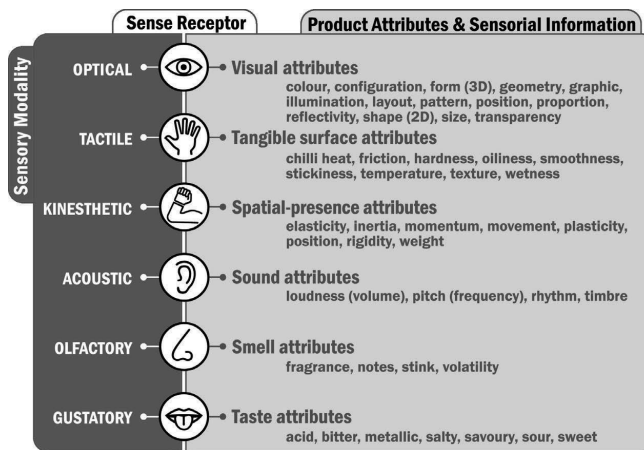 Sense Receptor
Product Attributes & Sensorial Information
Sensory Modality
OPTICAL
Visual attributes
colour, configuration, form (3D), geometry, graphic,
illumination, layout, pattern, position, proportion,
reflectivity, shape (2D), size, transparency
TACTILE
Tangible surface attributes
chilli heat, friction, hardness, oiliness, smoothness,
stickiness, temperature, texture, wetness
KINESTHETIC
Spatial-presence attributes
elasticity, inertia, momentum, movement, plasticity,
position, rigidity, weight
ACOUSTIC
Sound attributes
loudness (volume), pitch (frequency), rhythm, timbre
OLFACTORY
Smell attributes
fragrance, notes, stink, volatility
GUSTATORY
Taste attributes
acid, bitter, metallic, salty, savoury, sour, sweet